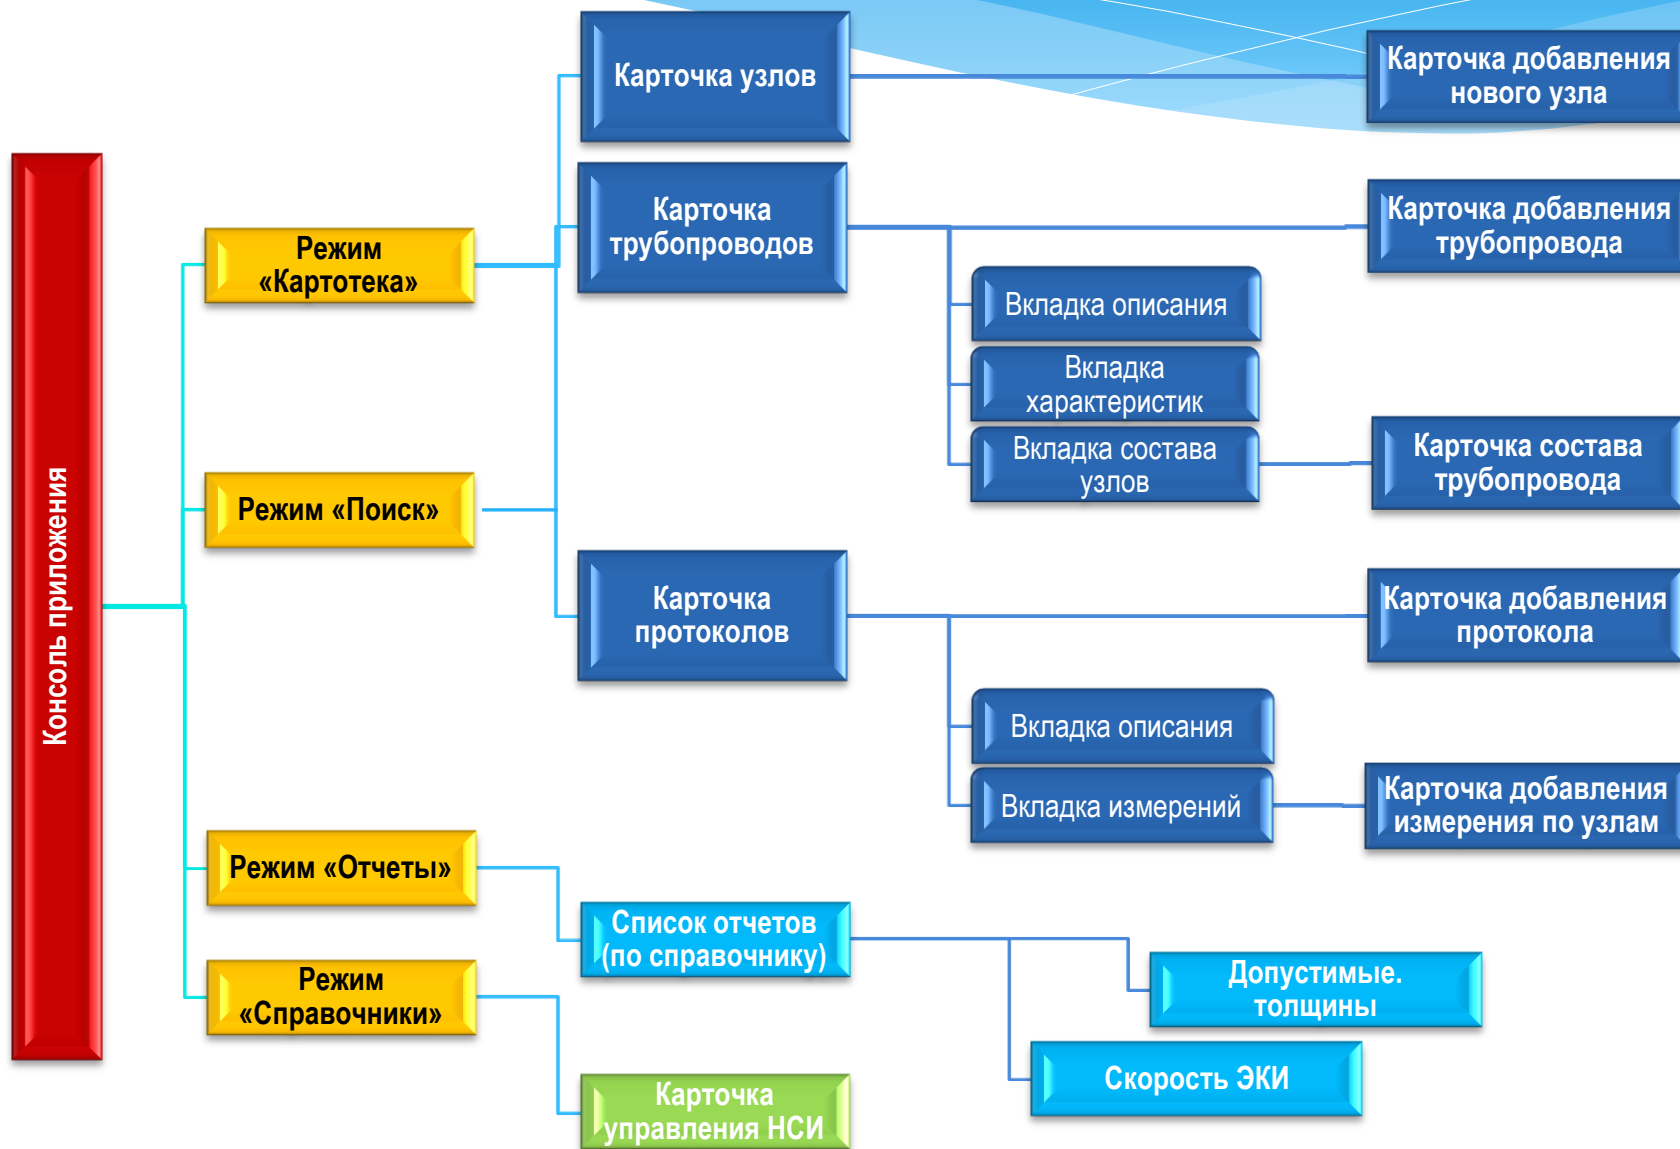 Консоль приложения
Режим
«Картотека»
Режим «Поиск»
Режим «Отчеты»
Режим
«Справочники»
Карточка узлов
Карточка
трубопроводов
Карточка
протоколов
Список отчетов
(по справочнику)
Карточка
управления НСИ
Вкладка описания
Вкладка
характеристик
Вкладка состава
узлов
Вкладка описания
Вкладка измерений
Допустимые.
толщины
Скорость ЭКИ
Карточка добавления
нового узла
Карточка добавления
трубопровода
Карточка состава
трубопровода
Карточка добавления
протокола
Карточка добавления
измерения по узлам